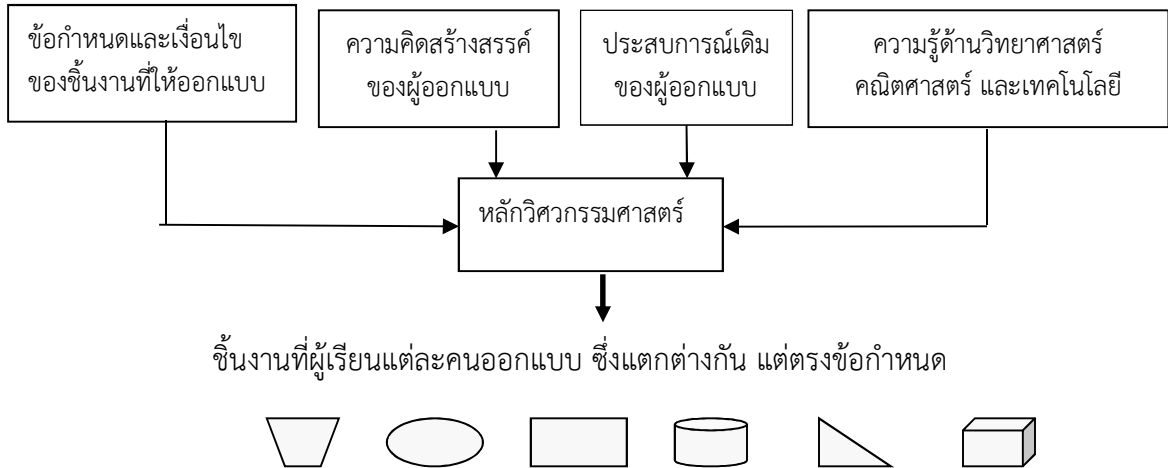 ข้อกำหนดและเงื่อนไข
ของชิ้นงานที่ให้ออกแบบ
ความคิดสร้างสรรค์
ของผู้ออกแบบ
ประสบการณ์เดิม
ของผู้ออกแบบ
ความรู้ด้านวิทยาศาสตร์
คณิตศาสตร์ และเทคโนโลยี
หลักวิศวกรรมศาสตร์
ชิ้นงานที่ผู้เรียนแต่ละคนออกแบบ ซึ่งแตกต่างกัน แต่ตรงข้อกำหนด